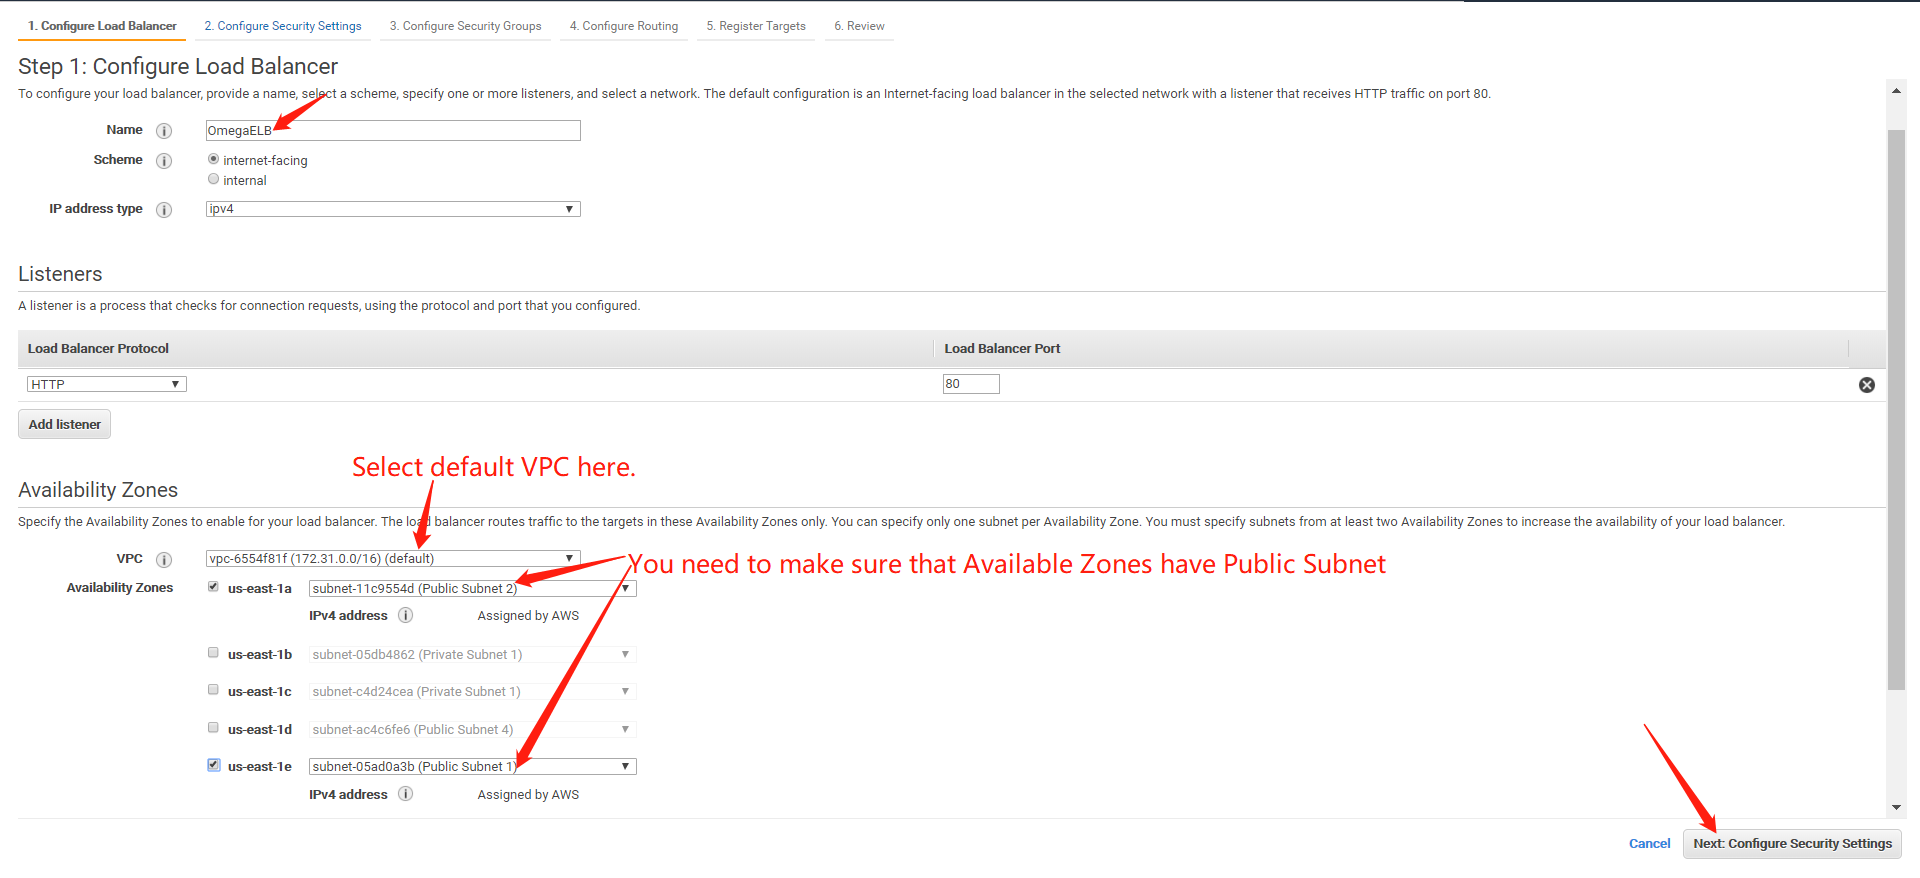 1. Configure Load Balancer 2. Configure Security Settings 3. Configure Security Groups 4. Configure Routing 5. Register Targets 6. Review
Step 1: Configure Load Balancer
To configure your load balancer, provide a name, select a scheme, specify one or more listeners, and select a network. The default configuration is an Internet-facing load balancer in the selected network with a listener that receives HTTP traffic on port 80.
Name i OmegaELB
Scheme i internet-facing
internal
IP address type i ipv4
Listeners
A listener is a process that checks for connection requests, using the protocol and port that you configured.
Load Balancer Protocol Load Balancer Port
HTTP 80
Add listener
Select default VPC here.
Availability Zones
Specify the Availability Zones to enable for your load balancer. The load balancer routes traffic to the targets in these Availability Zones only. You can specify only one subnet per Availability Zone. You must specify subnets from at least two Availability Zones to increase the availability of your load balancer.
VPC i vpc-6554f81f (172.31.0.0/16) (default)
You need to make sure that Available Zones have Public Subnet
Availability Zones us-east-1a subnet-11c9554d (Public Subnet 2)
IPv4 address i Assigned by AWS
us-east-1b subnet-05db4862 (Private Subnet 1)
us-east-1c subnet-c4d24cea (Private Subnet 1)
us-east-1d subnet-ac4c6fe6 (Public Subnet 4)
us-east-1e subnet-05ad0a3b (Public Subnet 1)
IPv4 address i Assigned by AWS
Cancel Next: Configure Security Settings